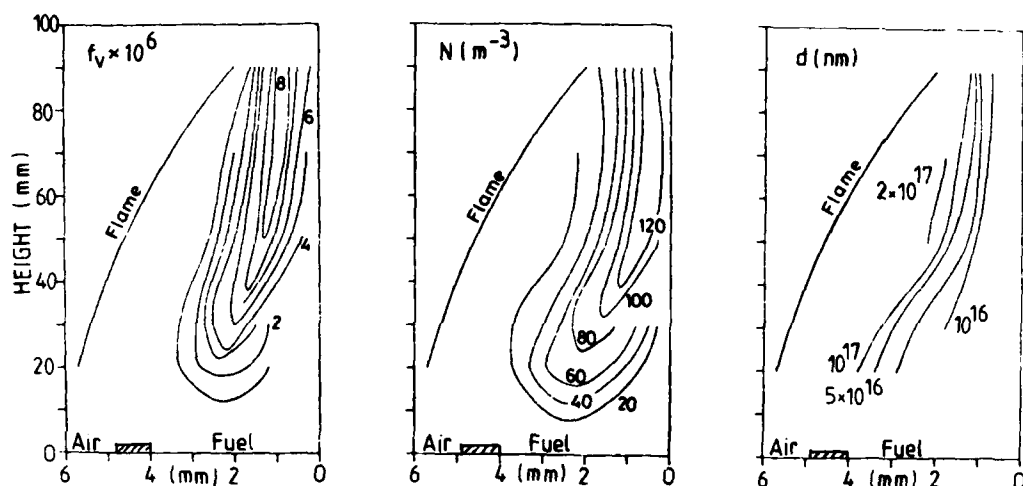 100
80
60
40
20
0
HEIGHT (mm)
f_v × 10^6
8
6
4
2
Flame
Air
Fuel
6
4
(mm)
2
0
N (m^-3)
Flame
120
100
80
60
40
20
Air
Fuel
6
4
(mm)
2
0
d (nm)
Flame
2×10^17
10^16
10^17
5×10^16
Air
Fuel
6
4
(mm)
2
0